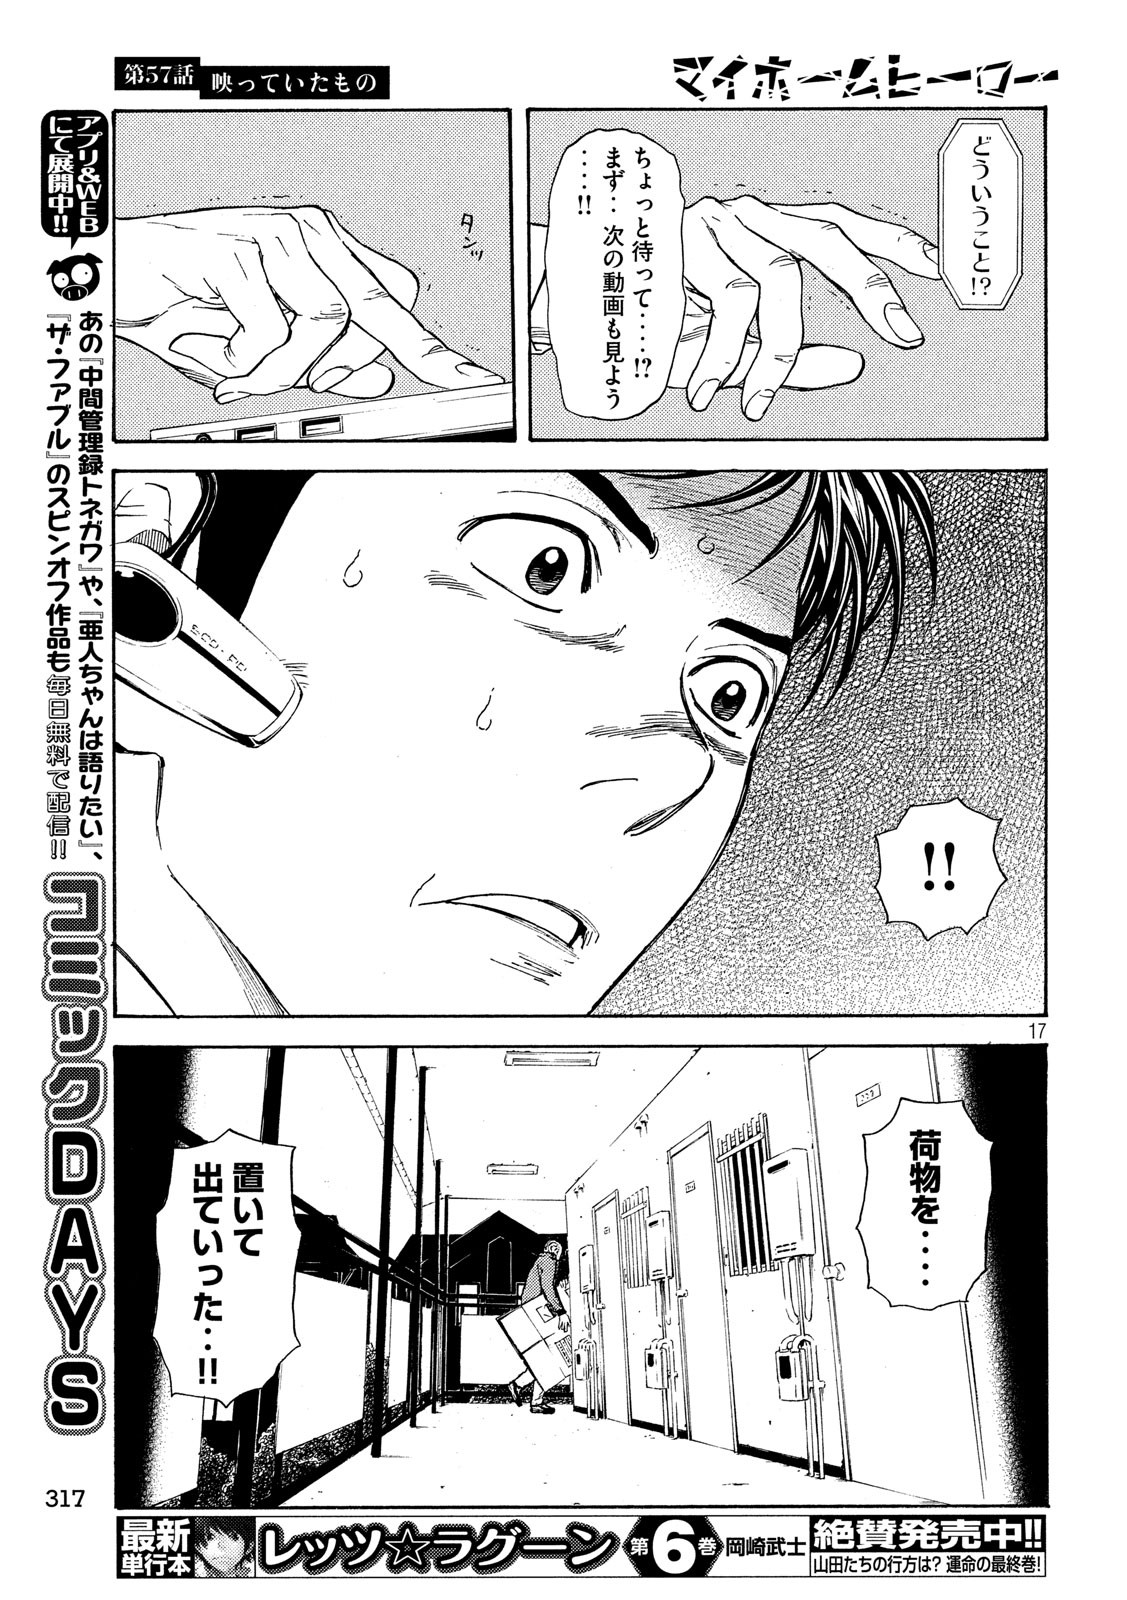 第57話
映っていたもの
マイホームヒーロー
どういうこと!?
ちょっと待って‥‥!?
まず‥次の動画も見よう
‥‥!!
タンッ
!!
17
荷物を‥‥
置いて
出ていった‥‥!!
アプリ&WEB
にて展開中!!
あの『中間管理録トネガワ』や、『亜人ちゃんは語りたい』、
『ザ・ファブル』のスピンオフ作品も毎日無料で配信!!
コミックDAYS
317
最新
単行本
レッツ☆ラグーン
第6巻
岡崎武士
絶賛発売中!!
山田たちの行方は? 運命の最終巻!